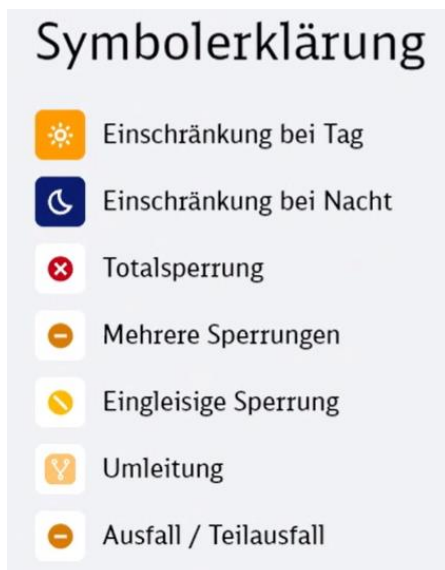 Symbolerklärung
Einschränkung bei Tag
Einschränkung bei Nacht
Totalsperrung
Mehrere Sperrungen
Eingleisige Sperrung
Umleitung
Ausfall / Teilausfall